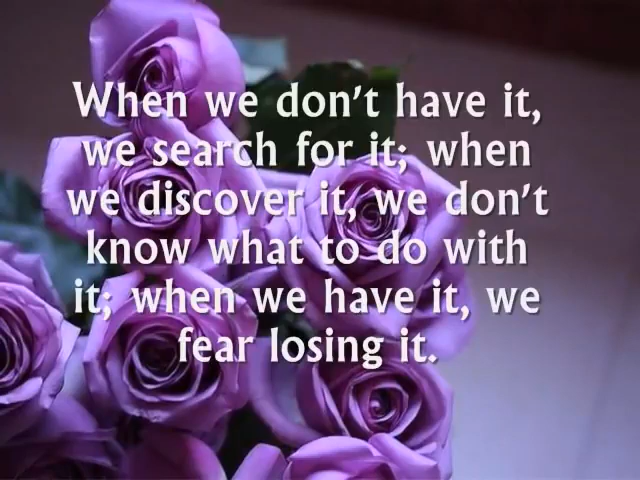 When we don't have it,
we search for it; when
we discover it, we don't
know what to do with
it; when we have it, we
fear losing it.